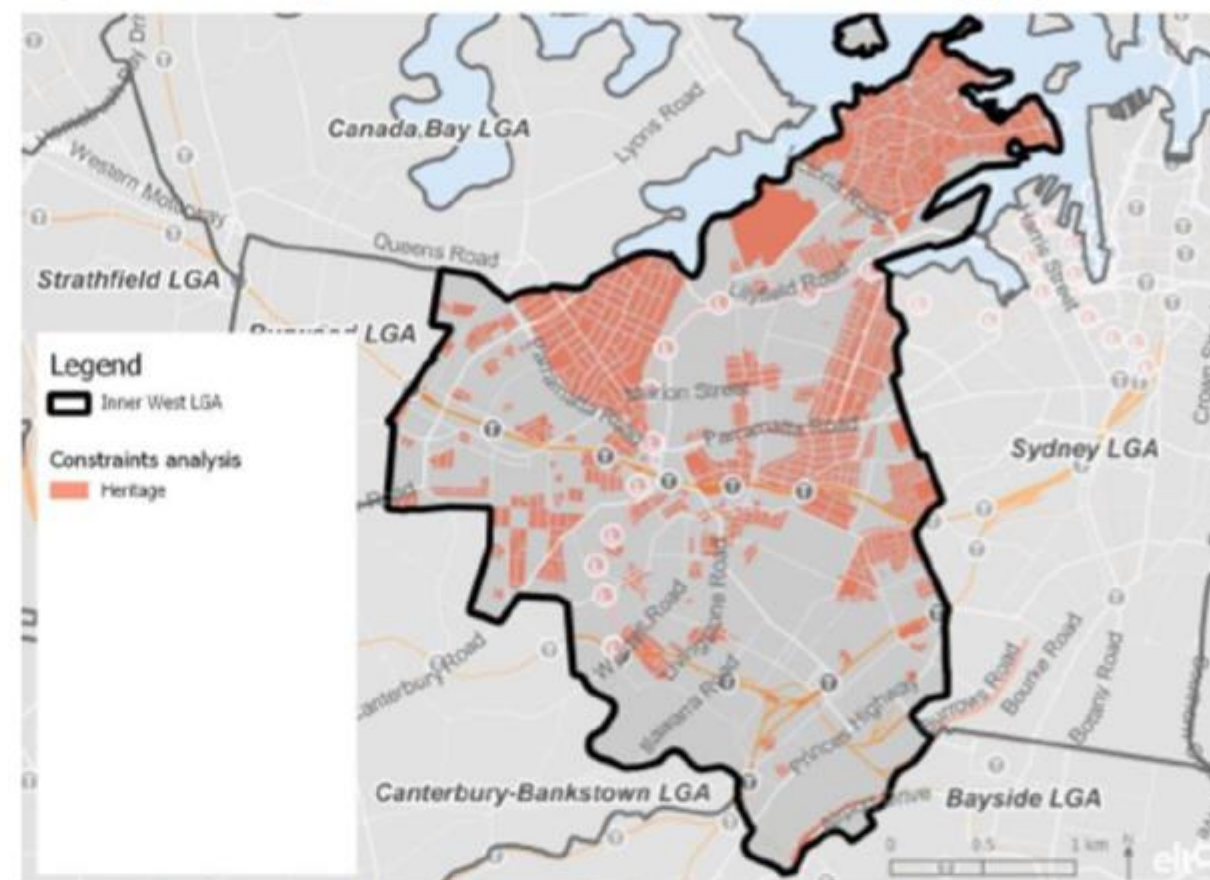 Canada Bay LGA
Lyons Road
Western Motorway
Queens Road
Strathfield LGA
LGA
Legend
Inner West LGA
Constraints analysis
Heritage
Lilyfield Road
Harris Street
Marion Street
Parramatta Road
Parramatta Road
Sydney LGA
Road
Canterbury Road
Illawarra Road
Princes Highway
Bourke Road
Botany Road
Canterbury-Bankstown LGA
Bayside LGA
0 0.5 1 km